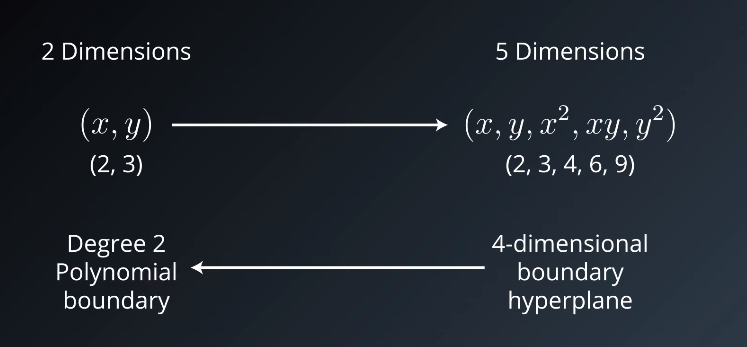 2 Dimensions
5 Dimensions
(x, y)
(x, y, x², xy, y²)
(2, 3)
(2, 3, 4, 6, 9)
Degree 2
Polynomial
boundary
4-dimensional
boundary
hyperplane